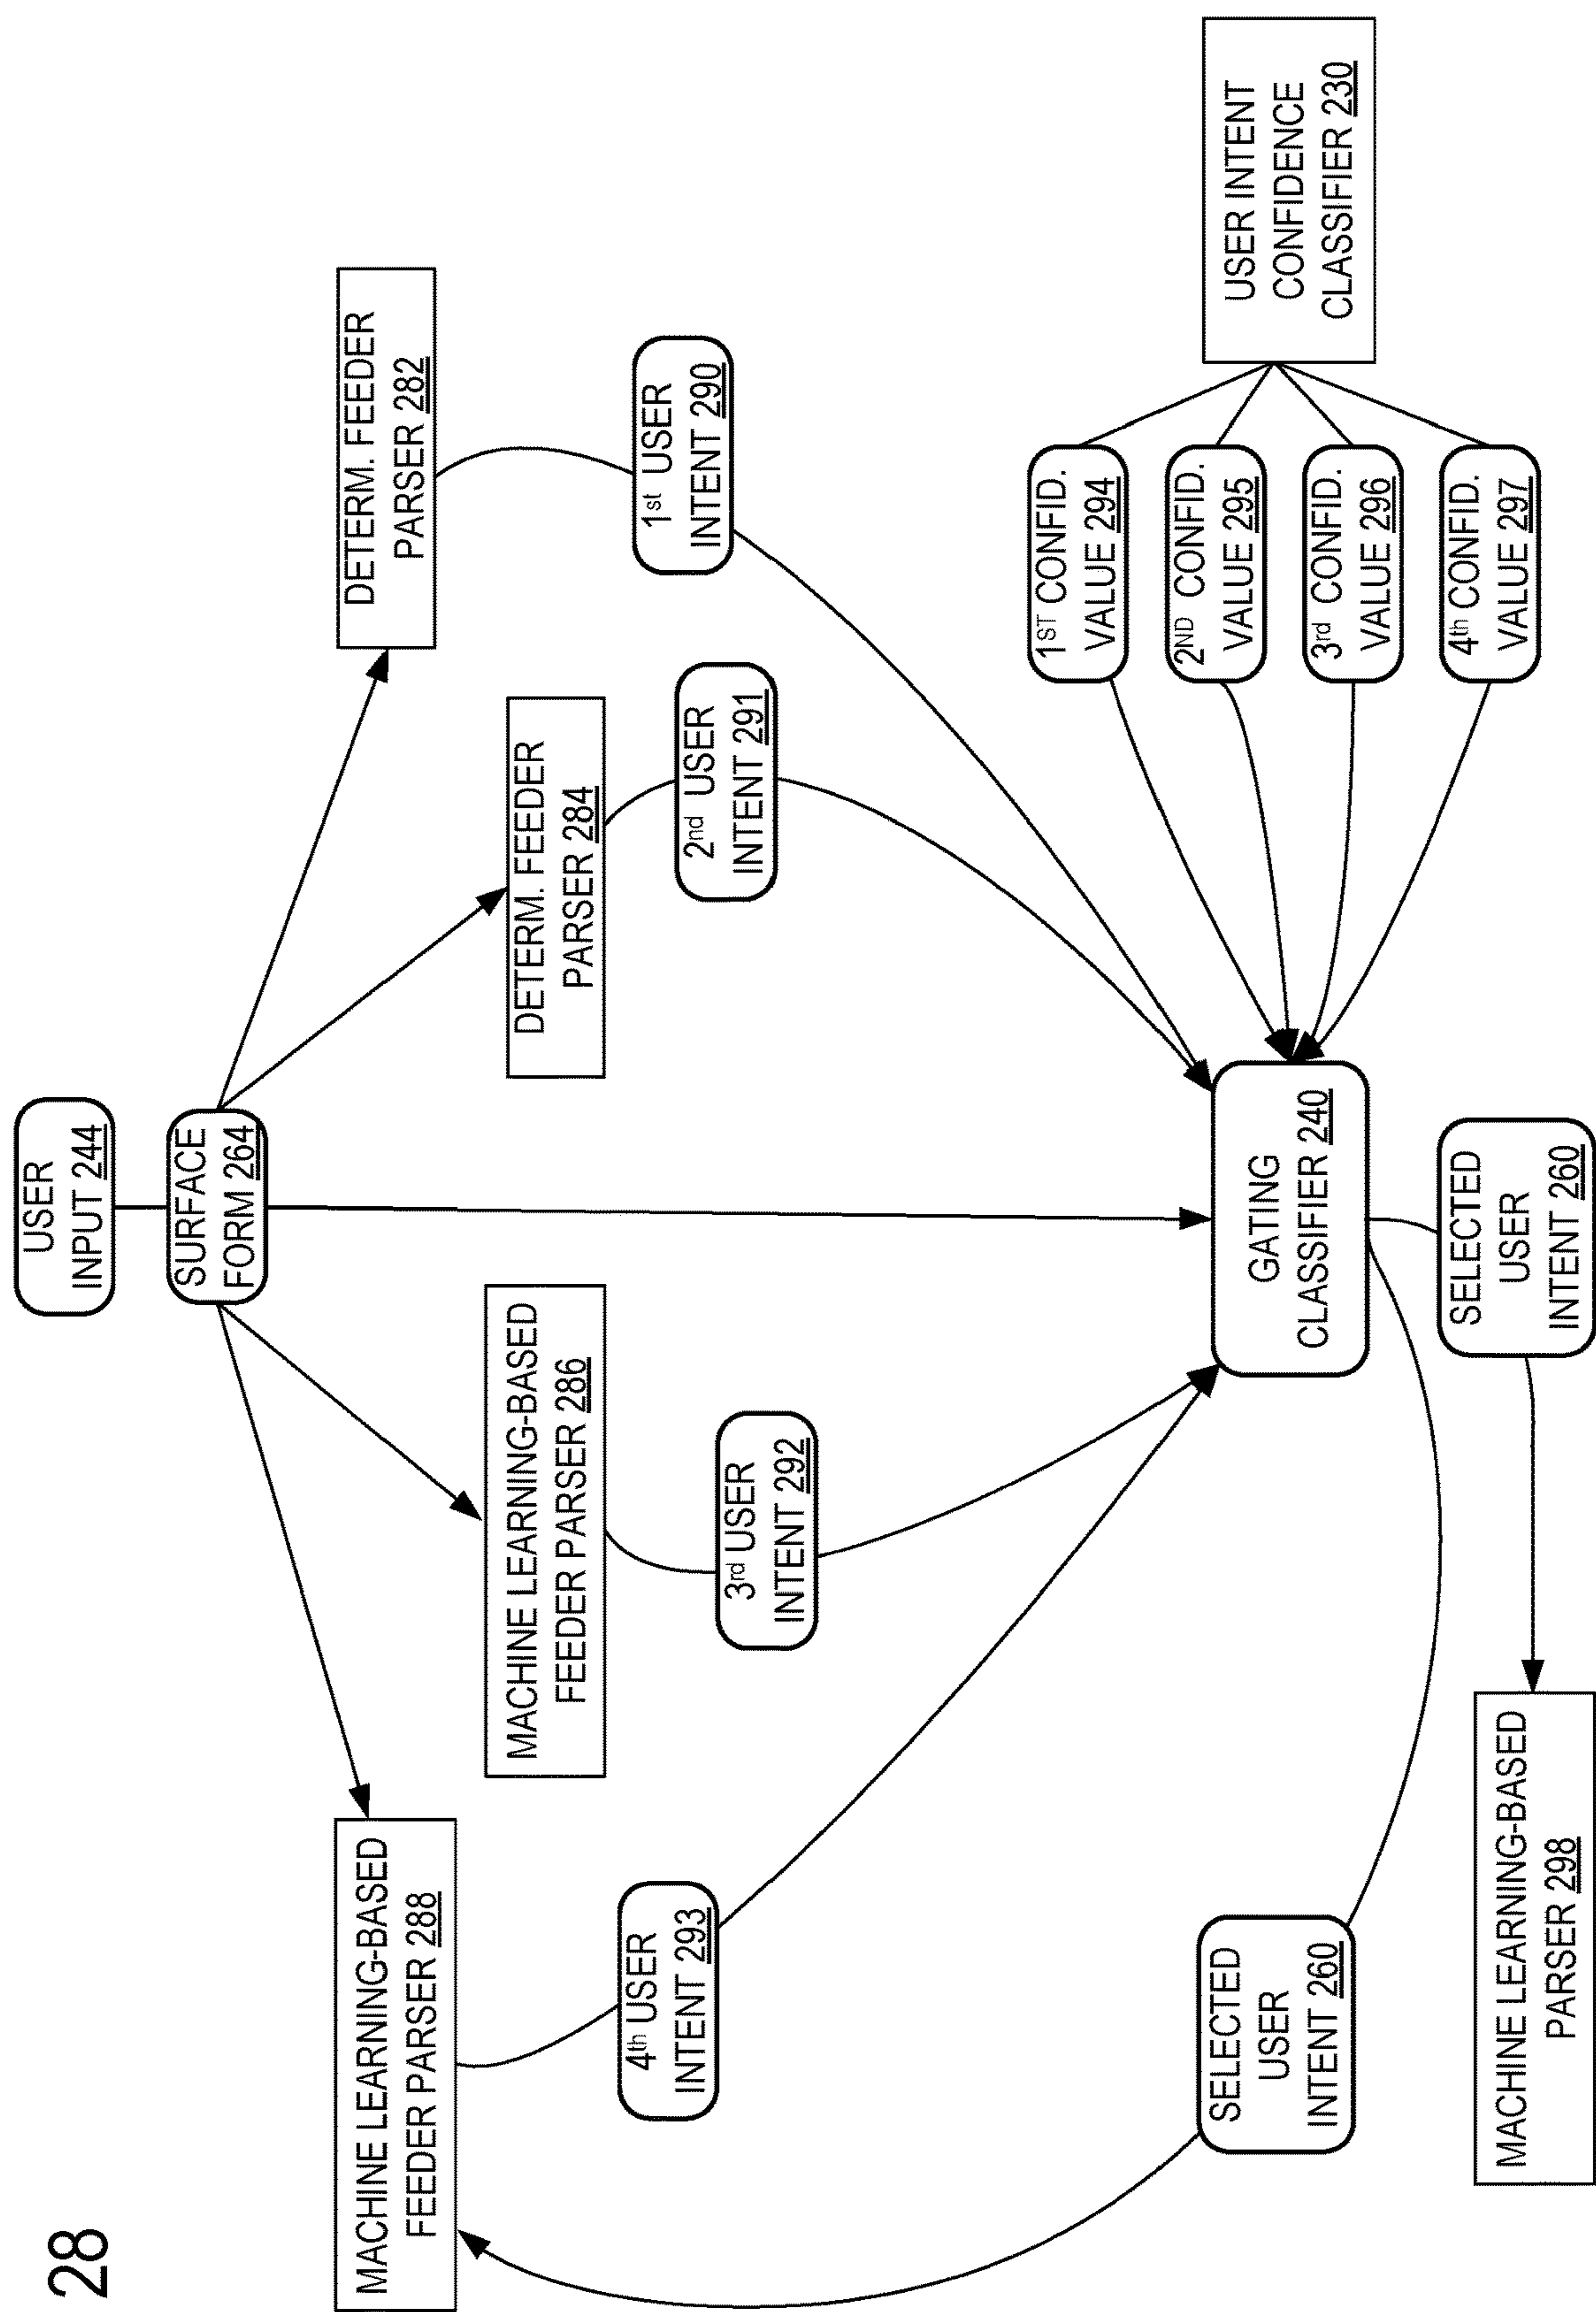 28
USER
INPUT 244
SURFACE
FORM 264
MACHINE LEARNING-BASED
FEEDER PARSER 288
MACHINE LEARNING-BASED
FEEDER PARSER 286
DETERM. FEEDER
PARSER 284
DETERM. FEEDER
PARSER 282
4th USER
INTENT 293
3rd USER
INTENT 292
2nd USER
INTENT 291
1st USER
INTENT 290
GATING
CLASSIFIER 240
1ST CONFID.
VALUE 294
2ND CONFID.
VALUE 295
3rd CONFID.
VALUE 296
4th CONFID.
VALUE 297
USER INTENT
CONFIDENCE
CLASSIFIER 230
SELECTED
USER
INTENT 260
SELECTED
USER
INTENT 260
MACHINE LEARNING-BASED
PARSER 298